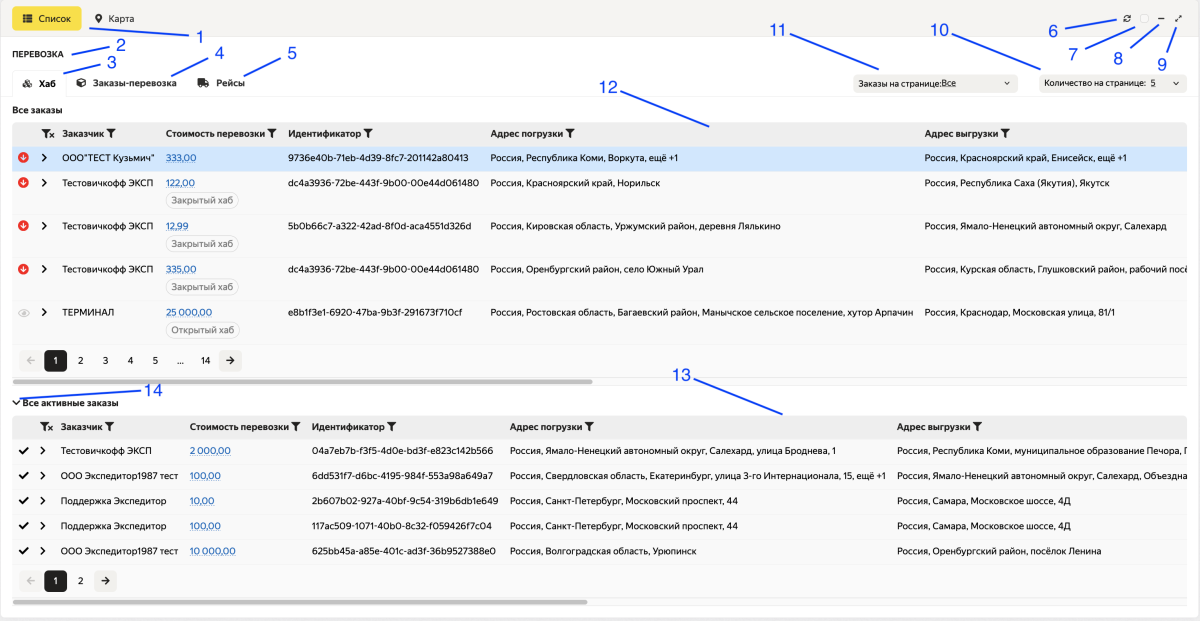 Список Карта
1
2
3
4
5
6
7
8
9
10
11
12
ПЕРЕВОЗКА
Хаб Заказы-перевозка Рейсы Заказы на странице:Все Количество на странице: 5
Все заказы
Заказчик Стоимость перевозки Идентификатор Адрес погрузки Адрес выгрузки
ООО"ТЕСТ Кузьмич" 333,00 9736e40b-71eb-4d39-8fc7-201142a80413 Россия, Республика Коми, Воркута, ещё +1 Россия, Красноярский край, Енисейск, ещё +1
Тестовичкофф ЭКСП 122,00 dc4a3936-72be-443f-9b00-00e44d061480 Россия, Красноярский край, Норильск Россия, Республика Саха (Якутия), Якутск
Закрытый хаб
Тестовичкофф ЭКСП 12,99 5b0b66c7-a322-42ad-8f0d-aca4551d326d Россия, Кировская область, Уржумский район, деревня Лялькино Россия, Ямало-Ненецкий автономный округ, Салехард
Закрытый хаб
Тестовичкофф ЭКСП 335,00 dc4a3936-72be-443f-9b00-00e44d061480 Россия, Оренбургский район, село Южный Урал Россия, Курская область, Глушковский район, рабочий посё
Закрытый хаб
ТЕРМИНАЛ 25 000,00 e8b1f3e1-6920-47ba-9b3f-291673f710cf Россия, Ростовская область, Багаевский район, Манычское сельское поселение, хутор Арпачин Россия, Краснодар, Московская улица, 81/1
Открытый хаб
1 2 3 4 5 ... 14
13
14
Все активные заказы
Заказчик Стоимость перевозки Идентификатор Адрес погрузки Адрес выгрузки
Тестовичкофф ЭКСП 2 000,00 04a7eb7b-f3f5-4d0e-bd3f-e823c142b566 Россия, Ямало-Ненецкий автономный округ, Салехард, улица Броднева, 1 Россия, Республика Коми, муниципальное образование Печора, Г
ООО Экспедитор1987 тест 100,00 6dd531f7-d6bc-4195-984f-553a98a649a7 Россия, Свердловская область, Екатеринбург, улица 3-го Интернационала, 15, ещё +1 Россия, Ямало-Ненецкий автономный округ, Салехард, Объездна
Поддержка Экспедитор 10,00 2b607b02-927a-40bf-9c54-319b6db1e649 Россия, Санкт-Петербург, Московский проспект, 44 Россия, Самара, Московское шоссе, 4Д
Поддержка Экспедитор 100,00 117ac509-1071-40b0-8c32-f059426f7c04 Россия, Санкт-Петербург, Московский проспект, 44 Россия, Самара, Московское шоссе, 4Д
ООО Экспедитор1987 тест 10 000,00 625bb45a-a85e-401c-ad3f-36b9527388e0 Россия, Волгоградская область, Урюпинск Россия, Оренбургский район, посёлок Ленина
1 2